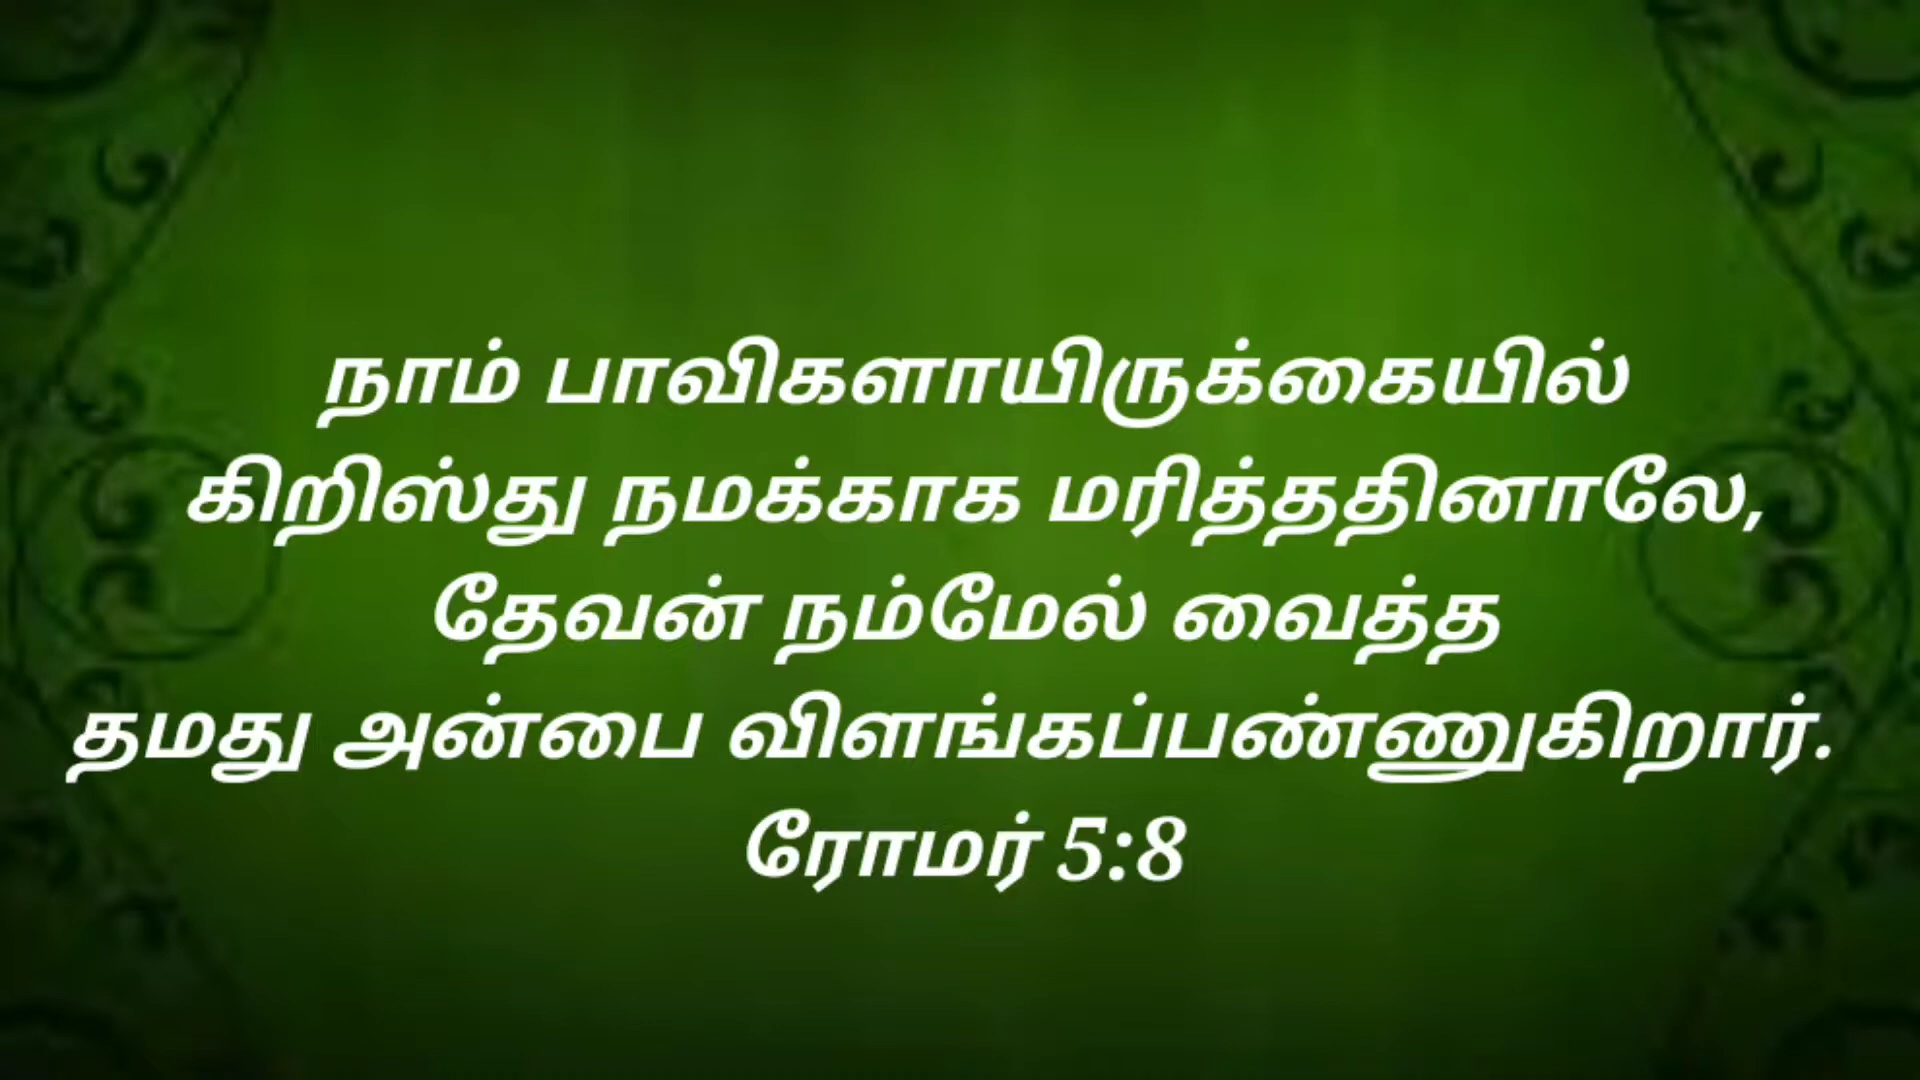 நாம் பாவிகளாயிருக்கையில்
கிறிஸ்து நமக்காக மரித்ததினாலே,
தேவன் நம்மேல் வைத்த
தமது அன்பை விளங்கப்பண்ணுகிறார்.
ரோமர் 5:8